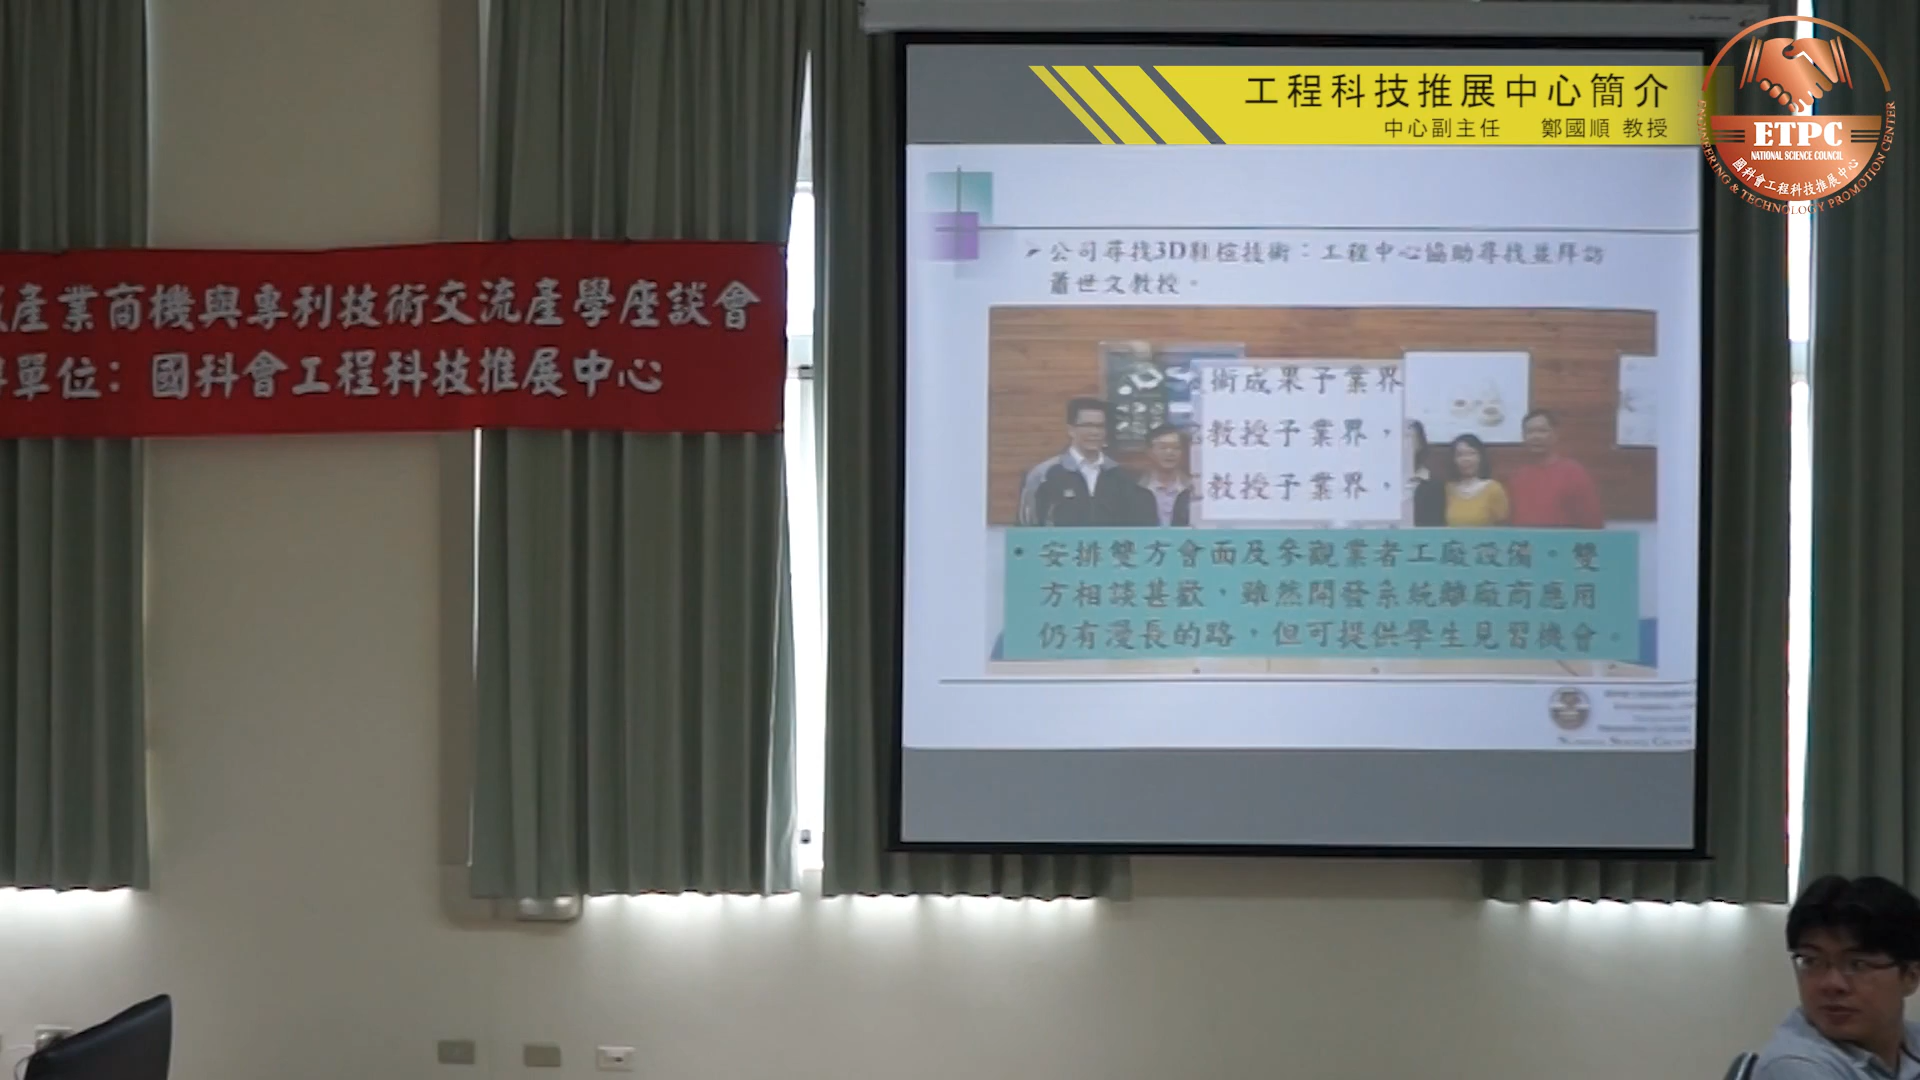 工程科技推展中心簡介
中心副主任 鄭國順 教授
ETPC
NATIONAL SCIENCE COUNCIL
國科會工程科技推展中心
ENGINEERING & TECHNOLOGY PROMOTION CENTER
產業商機與專利技術交流產學座談會
單位：國科會工程科技推展中心
➢公司尋找3D鞋楦技術：工程中心協助尋找並拜訪
蕭世文教授。
術成果予業界
教授予業界，
教授予業界，
• 安排雙方會面及參觀業者工廠設備。雙
方相談甚歡，雖然開發系統離廠商應用
仍有漫長的路，但可提供學生見習機會。